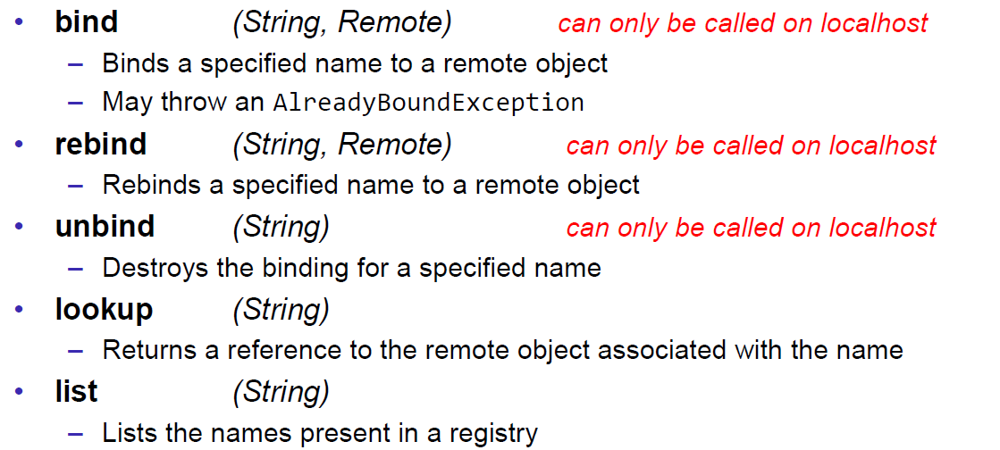 • bind (String, Remote) can only be called on localhost
– Binds a specified name to a remote object
– May throw an AlreadyBoundException
• rebind (String, Remote) can only be called on localhost
– Rebinds a specified name to a remote object
• unbind (String) can only be called on localhost
– Destroys the binding for a specified name
• lookup (String)
– Returns a reference to the remote object associated with the name
• list (String)
– Lists the names present in a registry